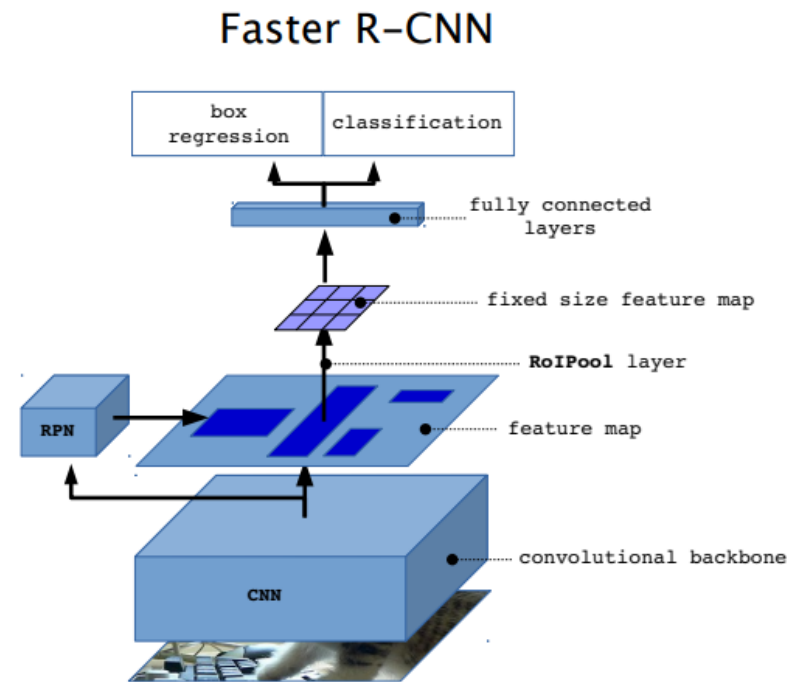 Faster R-CNN
box
regression
classification
fully connected
layers
fixed size feature map
RoIPool layer
RPN
feature map
convolutional backbone
CNN